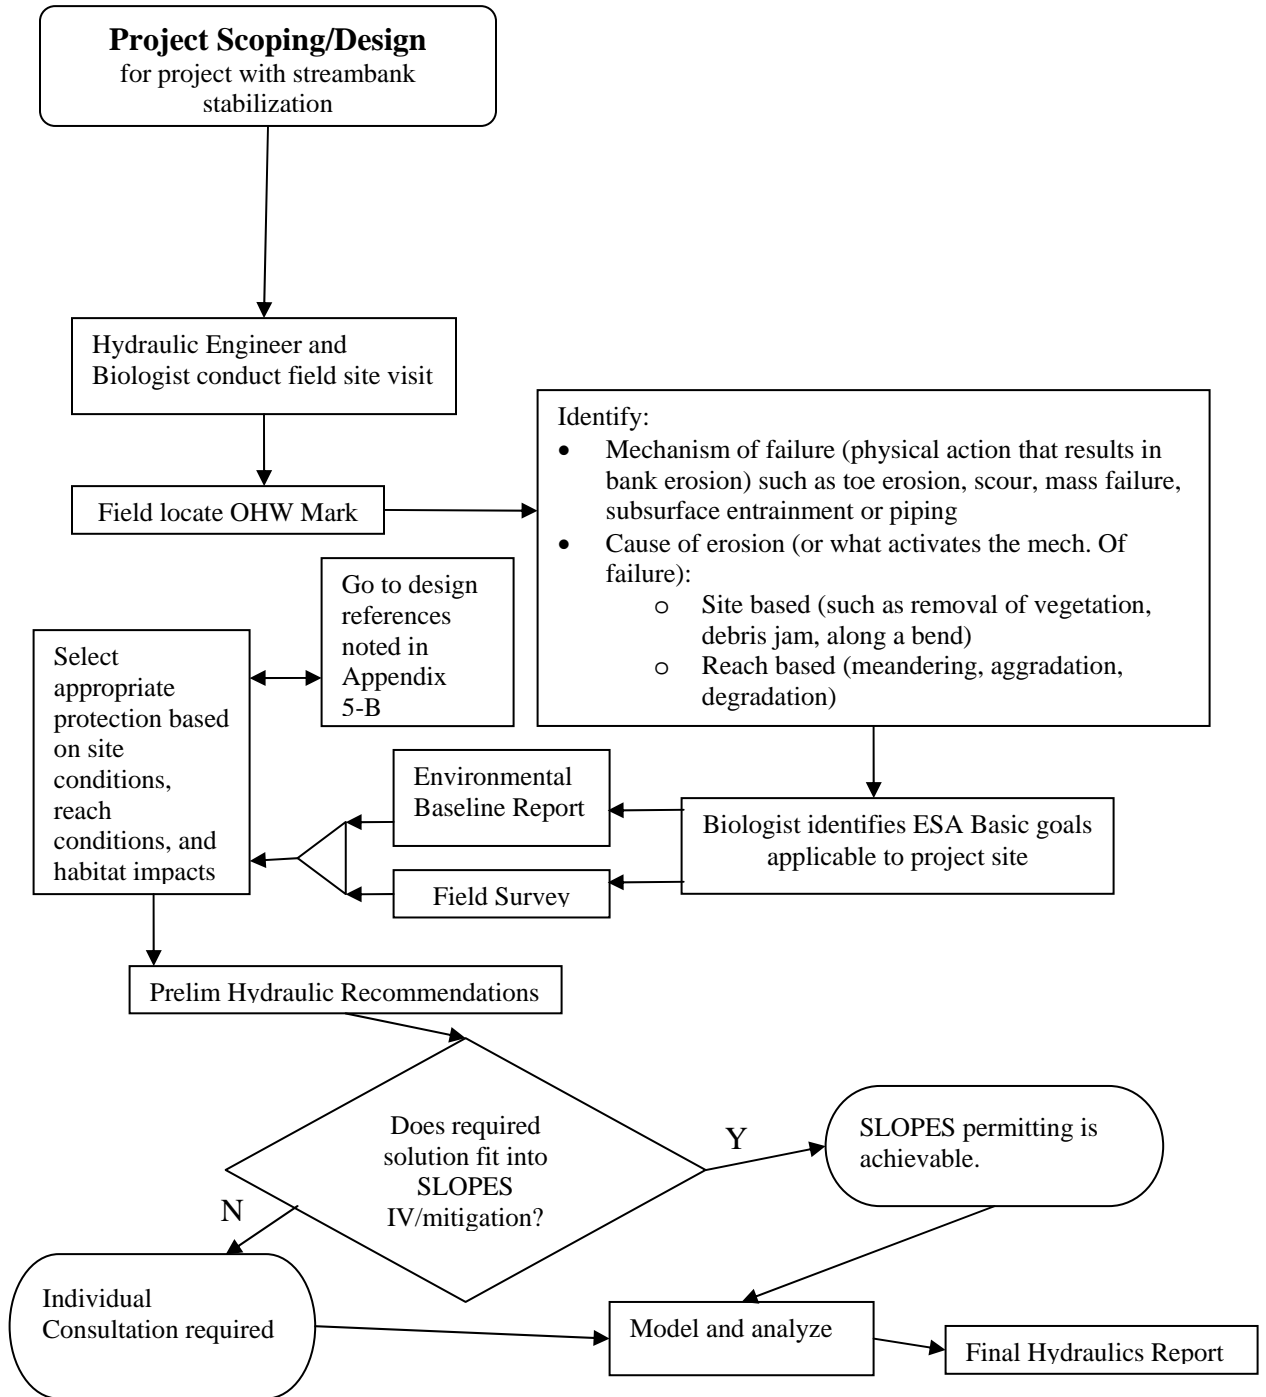 Project Scoping/Design
for project with streambank
stabilization
Hydraulic Engineer and
Biologist conduct field site visit
Field locate OHW Mark
Identify:
• Mechanism of failure (physical action that results in
bank erosion) such as toe erosion, scour, mass failure,
subsurface entrainment or piping
• Cause of erosion (or what activates the mech. Of
failure):
o Site based (such as removal of vegetation,
debris jam, along a bend)
o Reach based (meandering, aggradation,
degradation)
Go to design
references
noted in
Appendix
5-B
Select
appropriate
protection based
on site
conditions,
reach
conditions, and
habitat impacts
Environmental
Baseline Report
Biologist identifies ESA Basic goals
applicable to project site
Field Survey
Prelim Hydraulic Recommendations
Does required
solution fit into
SLOPES
IV/mitigation?
Y
SLOPES permitting is
achievable.
N
Individual
Consultation required
Model and analyze
Final Hydraulics Report